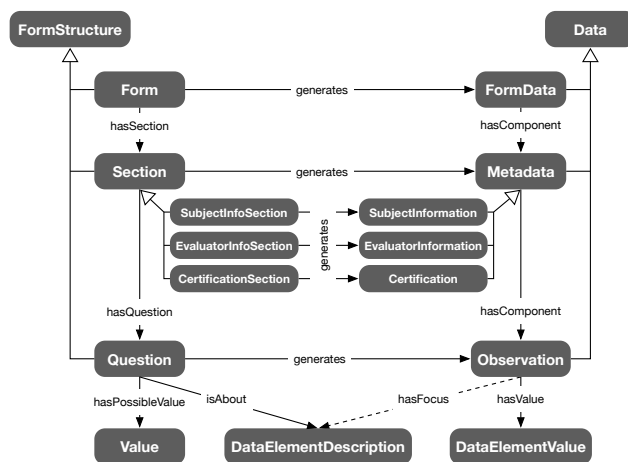 FormStructure
Data
Form
generates
FormData
hasSection
hasComponent
Section
generates
Metadata
SubjectInfoSection
SubjectInformation
EvaluatorInfoSection
generates
EvaluatorInformation
CertificationSection
Certification
hasQuestion
hasComponent
Question
generates
Observation
hasPossibleValue
isAbout
hasFocus
hasValue
Value
DataElementDescription
DataElementValue